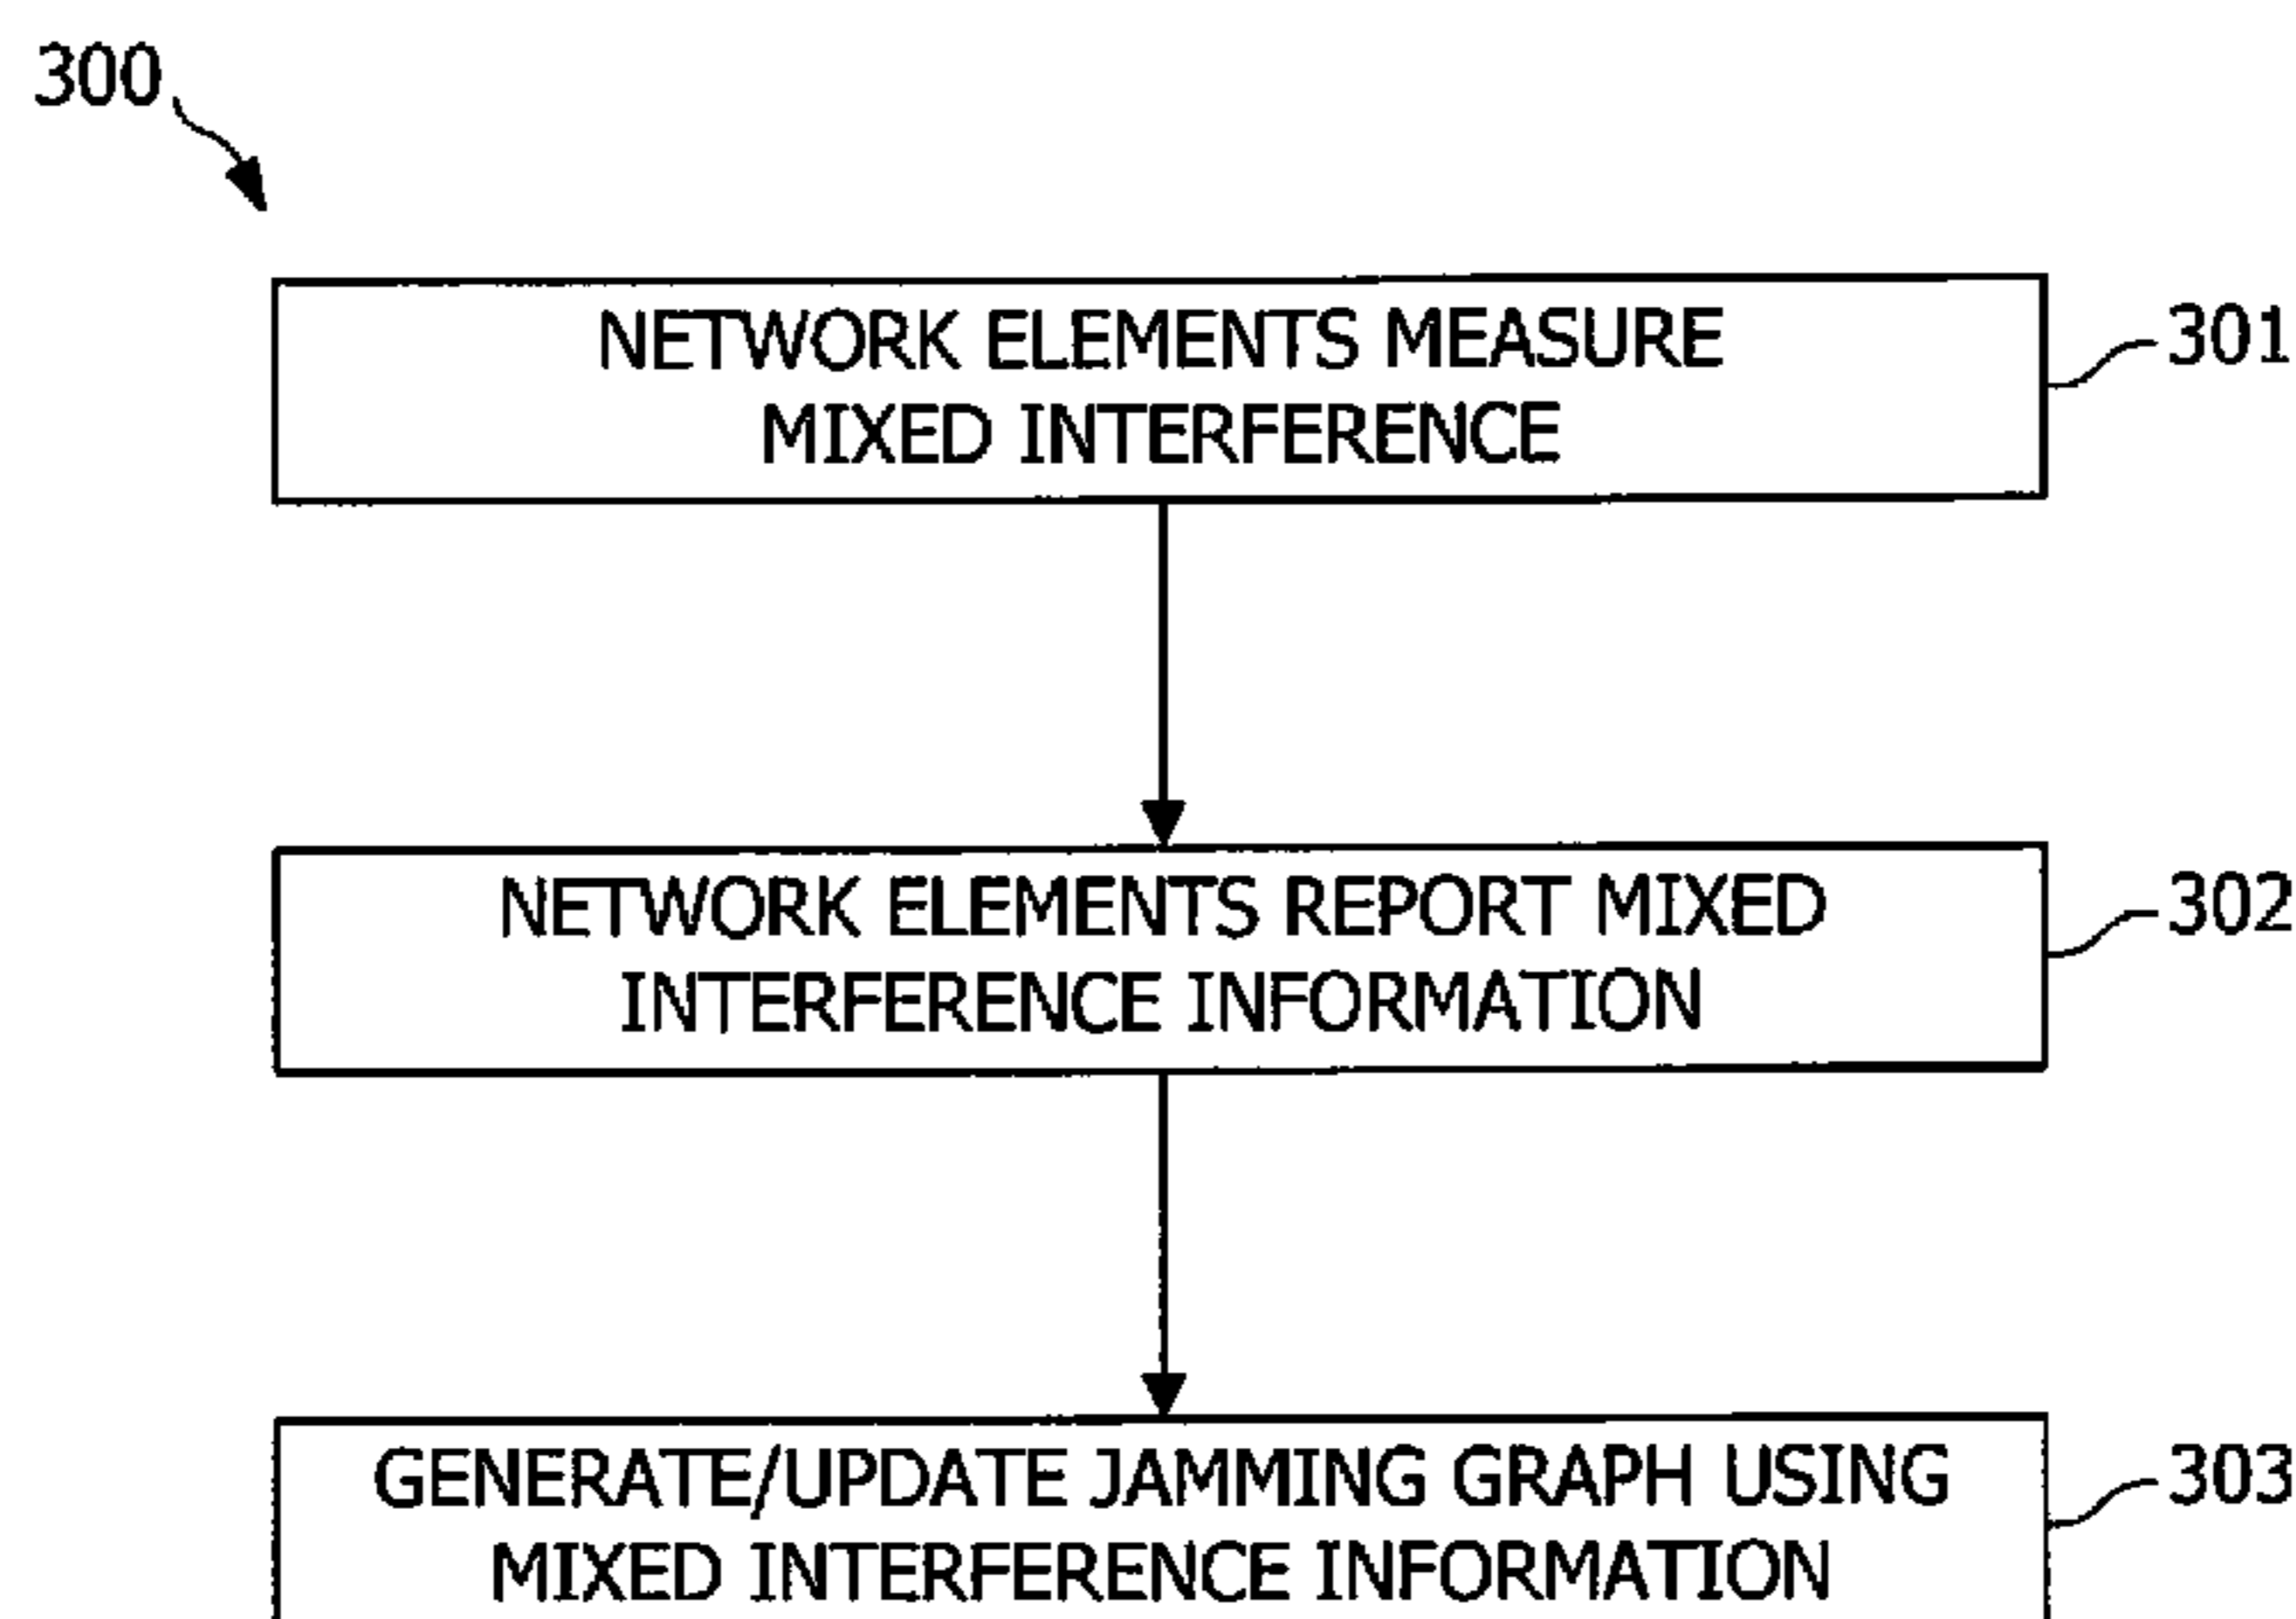 300
NETWORK ELEMENTS MEASURE
MIXED INTERFERENCE
301
NETWORK ELEMENTS REPORT MIXED
INTERFERENCE INFORMATION
302
GENERATE/UPDATE JAMMING GRAPH USING
MIXED INTERFERENCE INFORMATION
303